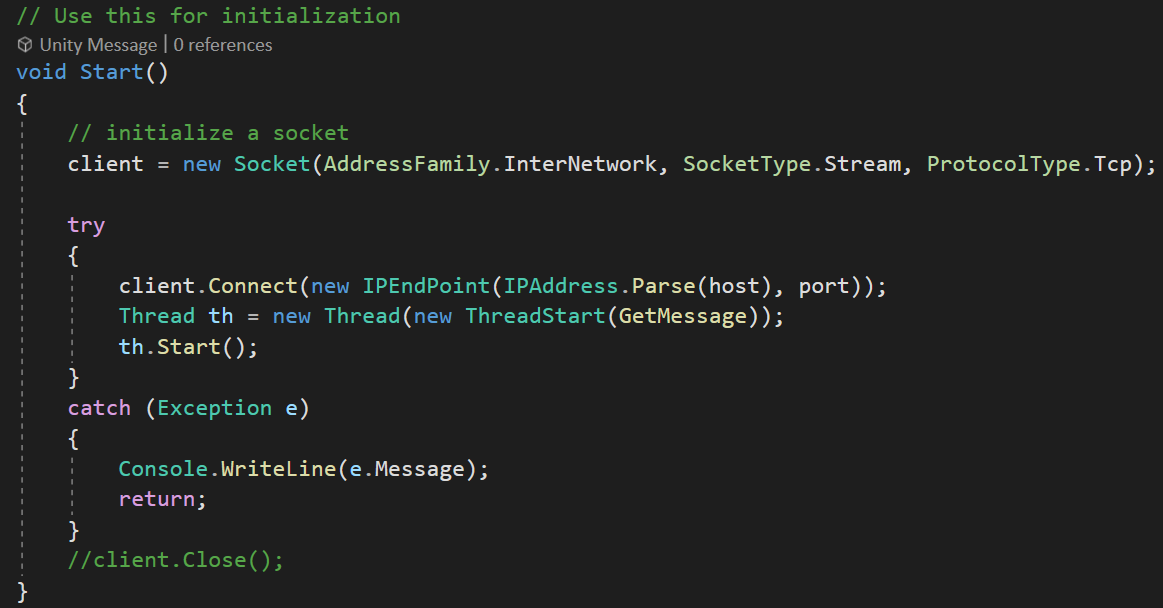 // Use this for initialization
Unity Message | 0 references
void Start()
{
// initialize a socket
client = new Socket(AddressFamily.InterNetwork, SocketType.Stream, ProtocolType.Tcp);
try
{
client.Connect(new IPEndPoint(IPAddress.Parse(host), port));
Thread th = new Thread(new ThreadStart(GetMessage));
th.Start();
}
catch (Exception e)
{
Console.WriteLine(e.Message);
return;
}
//client.Close();
}